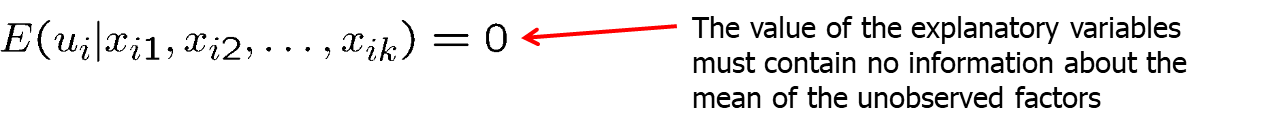 E(u_i|x_{i1}, x_{i2}, . . . , x_{ik}) = 0
The value of the explanatory variables
must contain no information about the
mean of the unobserved factors